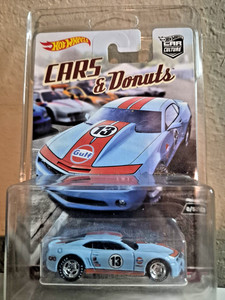 Hot Wheels
CAR
CULTURE
CARS
& Donuts
13
Gulf
13